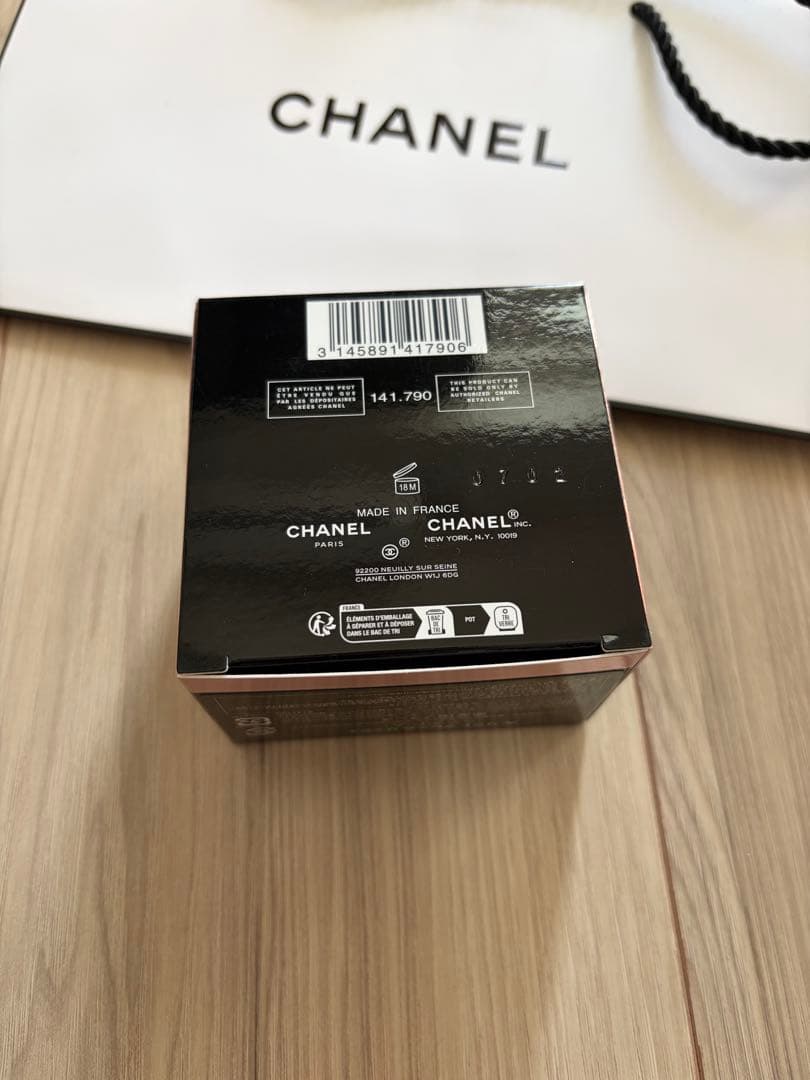 CHANEL
3 145891 417906
CET ARTICLE NE PEUT
ÊTRE VENDU QUE
PAR LES DÉPOSITAIRES
AGRÉÉS CHANEL
141.790
THIS PRODUCT CAN
BE SOLD ONLY BY
AUTHORIZED CHANEL
RETAILERS
0702
18M
MADE IN FRANCE
CHANEL
PARIS
CHANEL® INC.
NEW YORK, N.Y. 10019
®
92200 NEUILLY SUR SEINE
CHANEL LONDON W1J 6DG
FRANCE
ÉLÉMENTS D'EMBALLAGE
À SÉPARER ET À DÉPOSER
DANS LE BAC DE TRI
BAC
DE
TRI
POT
TRI
VERRE